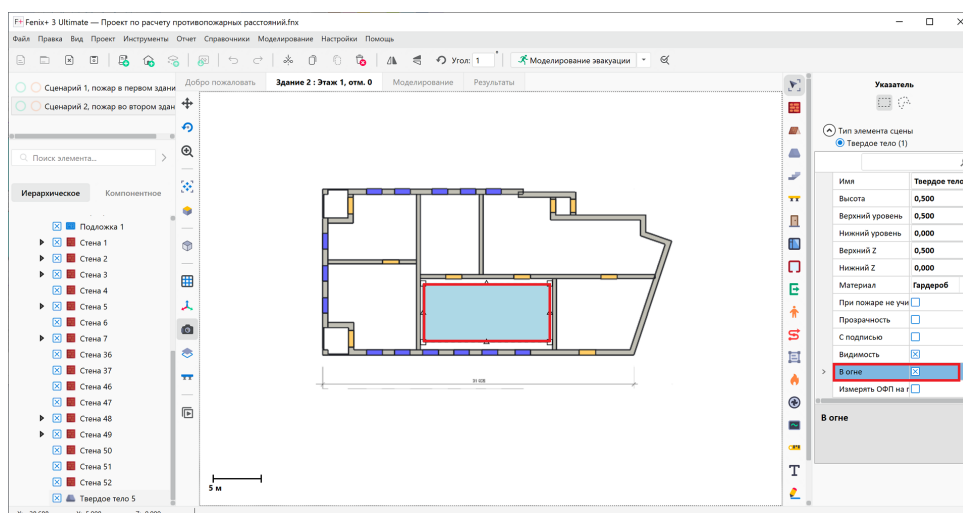 F+ Fenix+ 3 Ultimate — Проект по расчету противопожарных расстояний.fnx
Файл Правка Вид Проект Инструменты Отчет Справочники Моделирование Настройки Помощь
Угол: 1 ° Моделирование эвакуации
Сценарий 1, пожар в первом здани
Сценарий 2, пожар во втором здан
Поиск элемента...
Иерархическое Компонентное
Подложка 1
Стена 1
Стена 2
Стена 3
Стена 4
Стена 5
Стена 6
Стена 7
Стена 36
Стена 37
Стена 46
Стена 47
Стена 48
Стена 49
Стена 50
Стена 51
Стена 52
Твердое тело 5
Добро пожаловать Здание 2 : Этаж 1, отм. 0 Моделирование Результаты
5 м
T
Указатель
Тип элемента сцены
Твердое тело (1)
Имя Твердое тело
Высота 0,500
Верхний уровень 0,500
Нижний уровень 0,000
Верхний Z 0,500
Нижний Z 0,000
Материал Гардероб
При пожаре не учи
Прозрачность
С подписью
Видимость
В огне
Измерять ОФП на г
В огне